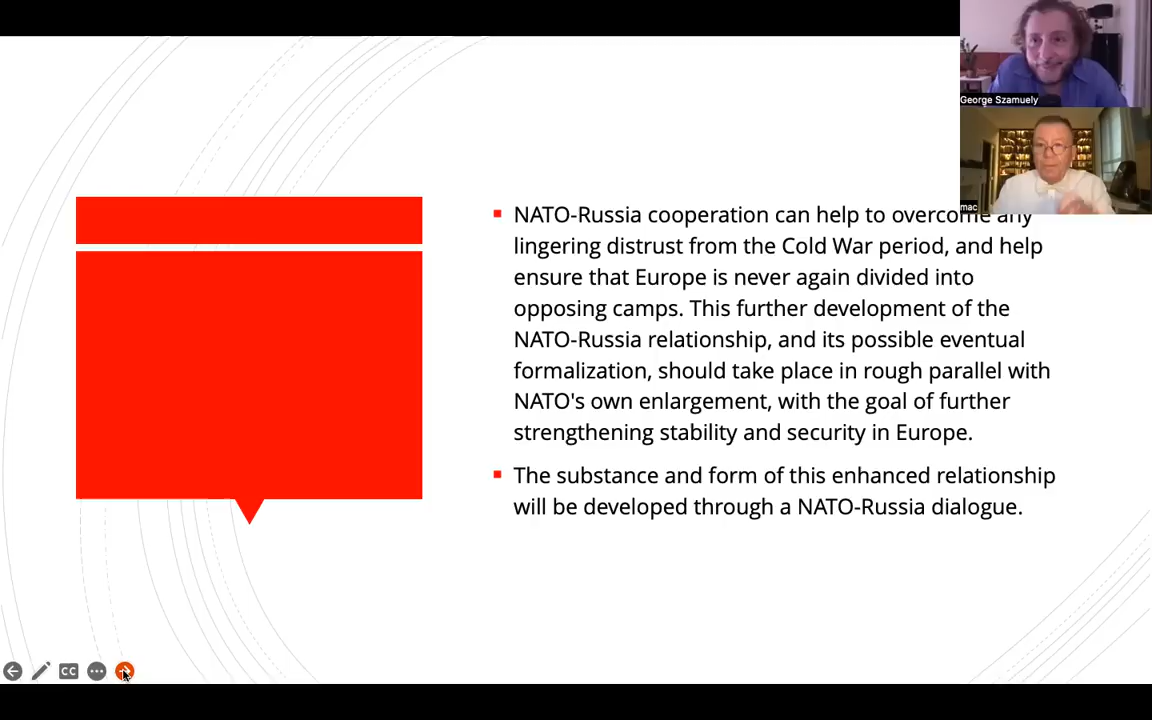 George Szamuely
mac
NATO-Russia cooperation can help to overcome any
lingering distrust from the Cold War period, and help
ensure that Europe is never again divided into
opposing camps. This further development of the
NATO-Russia relationship, and its possible eventual
formalization, should take place in rough parallel with
NATO's own enlargement, with the goal of further
strengthening stability and security in Europe.
The substance and form of this enhanced relationship
will be developed through a NATO-Russia dialogue.
CC